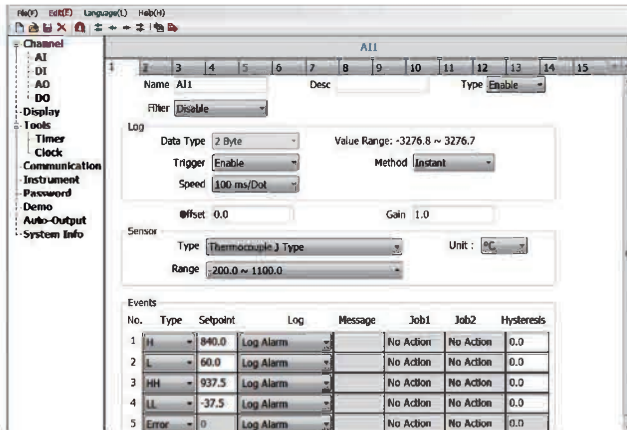 File(F) Edit(E) Language(L) Help(H)
Channel
AI
DI
AO
DO
Display
Tools
Timer
Clock
Communication
Instrument
Password
Demo
Auto-Output
System Info
AI1
1 2 3 4 5 6 7 8 9 10 11 12 13 14 15
Name AI1 Desc Type Enable
Filter Disable
Log
Data Type 2 Byte Value Range: -3276.8 ~ 3276.7
Trigger Enable Method Instant
Speed 100 ms/Dot
Offset 0.0 Gain 1.0
Sensor
Type Thermocouple J Type Unit : ºC
Range -200.0 ~ 1100.0
Events
No. Type Setpoint Log Message Job1 Job2 Hysteresis
1 H 840.0 Log Alarm No Action No Action 0.0
2 L 60.0 Log Alarm No Action No Action 0.0
3 HH 937.5 Log Alarm No Action No Action 0.0
4 LL -37.5 Log Alarm No Action No Action 0.0
5 Error 0 Log Alarm No Action No Action 0.0